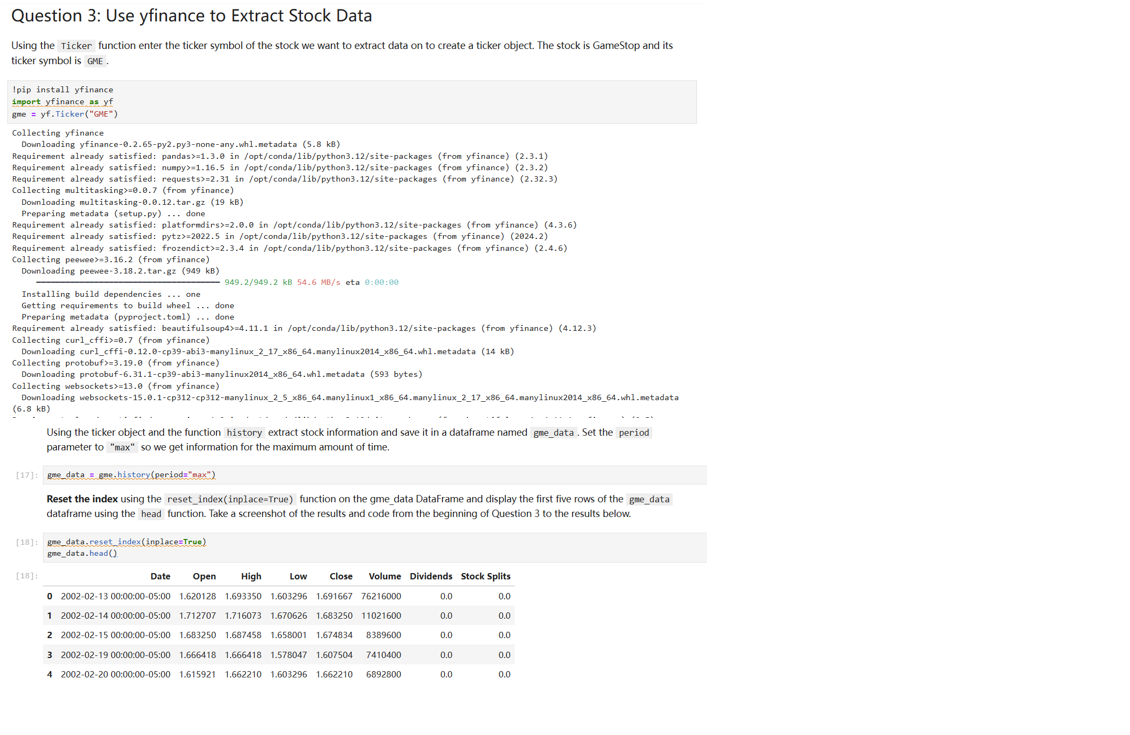 Question 3: Use yfinance to Extract Stock Data
Using the Ticker function enter the ticker symbol of the stock we want to extract data on to create a ticker object. The stock is GameStop and its
ticker symbol is GME .
!pip install yfinance
import yfinance as yf
gme = yf.Ticker("GME")
Collecting yfinance
Downloading yfinance-0.2.65-py2.py3-none-any.whl.metadata (5.8 kB)
Requirement already satisfied: pandas>=1.3.0 in /opt/conda/lib/python3.12/site-packages (from yfinance) (2.3.1)
Requirement already satisfied: numpy>=1.16.5 in /opt/conda/lib/python3.12/site-packages (from yfinance) (2.3.2)
Requirement already satisfied: requests>=2.31 in /opt/conda/lib/python3.12/site-packages (from yfinance) (2.32.3)
Collecting multitasking>=0.0.7 (from yfinance)
Downloading multitasking-0.0.12.tar.gz (19 kB)
Preparing metadata (setup.py) ... done
Requirement already satisfied: platformdirs>=2.0.0 in /opt/conda/lib/python3.12/site-packages (from yfinance) (4.3.6)
Requirement already satisfied: pytz>=2022.5 in /opt/conda/lib/python3.12/site-packages (from yfinance) (2024.2)
Requirement already satisfied: frozendict>=2.3.4 in /opt/conda/lib/python3.12/site-packages (from yfinance) (2.4.6)
Collecting peewee>=3.16.2 (from yfinance)
Downloading peewee-3.18.2.tar.gz (949 kB)
949.2/949.2 kB 54.6 MB/s eta 0:00:00
Installing build dependencies ... one
Getting requirements to build wheel ... done
Preparing metadata (pyproject.toml) ... done
Requirement already satisfied: beautifulsoup4>=4.11.1 in /opt/conda/lib/python3.12/site-packages (from yfinance) (4.12.3)
Collecting curl_cffi>=0.7 (from yfinance)
Downloading curl_cffi-0.12.0-cp39-abi3-manylinux_2_17_x86_64.manylinux2014_x86_64.whl.metadata (14 kB)
Collecting protobuf>=3.19.0 (from yfinance)
Downloading protobuf-6.31.1-cp39-abi3-manylinux2014_x86_64.whl.metadata (593 bytes)
Collecting websockets>=13.0 (from yfinance)
Downloading websockets-15.0.1-cp312-cp312-manylinux_2_5_x86_64.manylinux1_x86_64.manylinux_2_17_x86_64.manylinux2014_x86_64.whl.metadata
(6.8 kB)
Using the ticker object and the function history extract stock information and save it in a dataframe named gme_data . Set the period
parameter to "max" so we get information for the maximum amount of time.
[17]: gme_data = gme.history(period="max")
Reset the index using the reset_index(inplace=True) function on the gme_data DataFrame and display the first five rows of the gme_data
dataframe using the head function. Take a screenshot of the results and code from the beginning of Question 3 to the results below.
[18]: gme_data.reset_index(inplace=True)
gme_data.head()
[18]: Date Open High Low Close Volume Dividends Stock Splits
0 2002-02-13 00:00:00-05:00 1.620128 1.693350 1.603296 1.691667 76216000 0.0 0.0
1 2002-02-14 00:00:00-05:00 1.712707 1.716073 1.670626 1.683250 11021600 0.0 0.0
2 2002-02-15 00:00:00-05:00 1.683250 1.687458 1.658001 1.674834 8389600 0.0 0.0
3 2002-02-19 00:00:00-05:00 1.666418 1.666418 1.578047 1.607504 7410400 0.0 0.0
4 2002-02-20 00:00:00-05:00 1.615921 1.662210 1.603296 1.662210 6892800 0.0 0.0